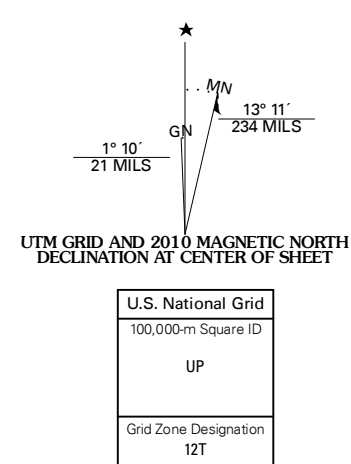 ★
MN
GN
13° 11´
234 MILS
1° 10´
21 MILS
UTM GRID AND 2010 MAGNETIC NORTH
DECLINATION AT CENTER OF SHEET
U.S. National Grid
100,000-m Square ID
UP
Grid Zone Designation
12T